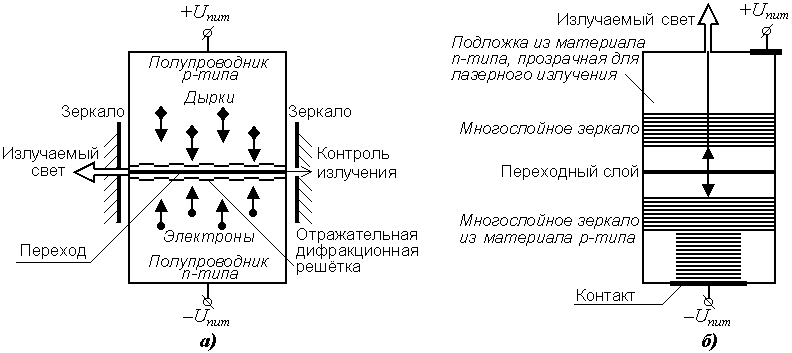 +Uпит
Полупроводник
p-типа
Дырки
Зеркало
Зеркало
Излучаемый
свет
Контроль
излучения
Переход
Электроны
Полупроводник
n-типа
Отражательная
дифракционная
решётка
–Uпит
а)
Излучаемый свет
+Uпит
Подложка из материала
n-типа, прозрачная для
лазерного излучения
Многослойное зеркало
Переходный слой
Многослойное зеркало
из материала p-типа
Контакт
–Uпит
б)